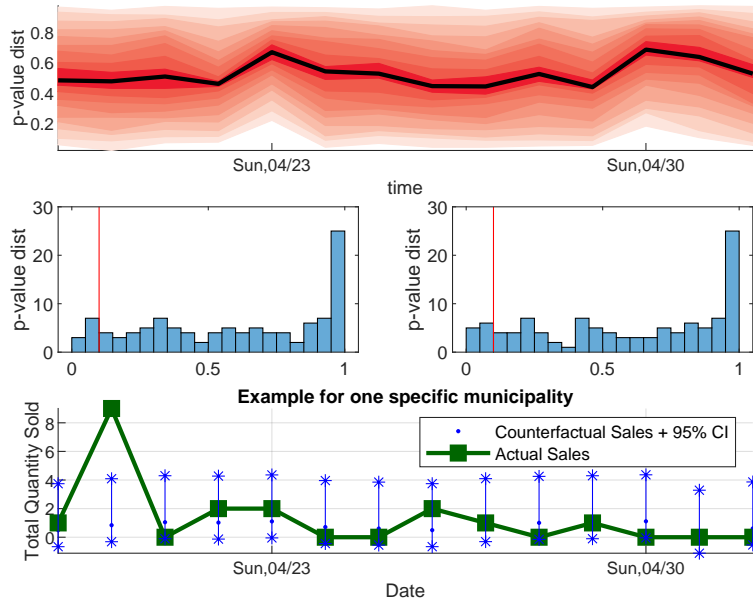 p-value dist
0.8
0.6
0.4
0.2
Sun,04/23
Sun,04/30
time
p-value dist
30
20
10
0
0
0.5
1
p-value dist
30
20
10
0
0
0.5
1
Example for one specific municipality
Total Quantity Sold
8
6
4
2
0
Counterfactual Sales + 95% CI
Actual Sales
Sun,04/23
Sun,04/30
Date